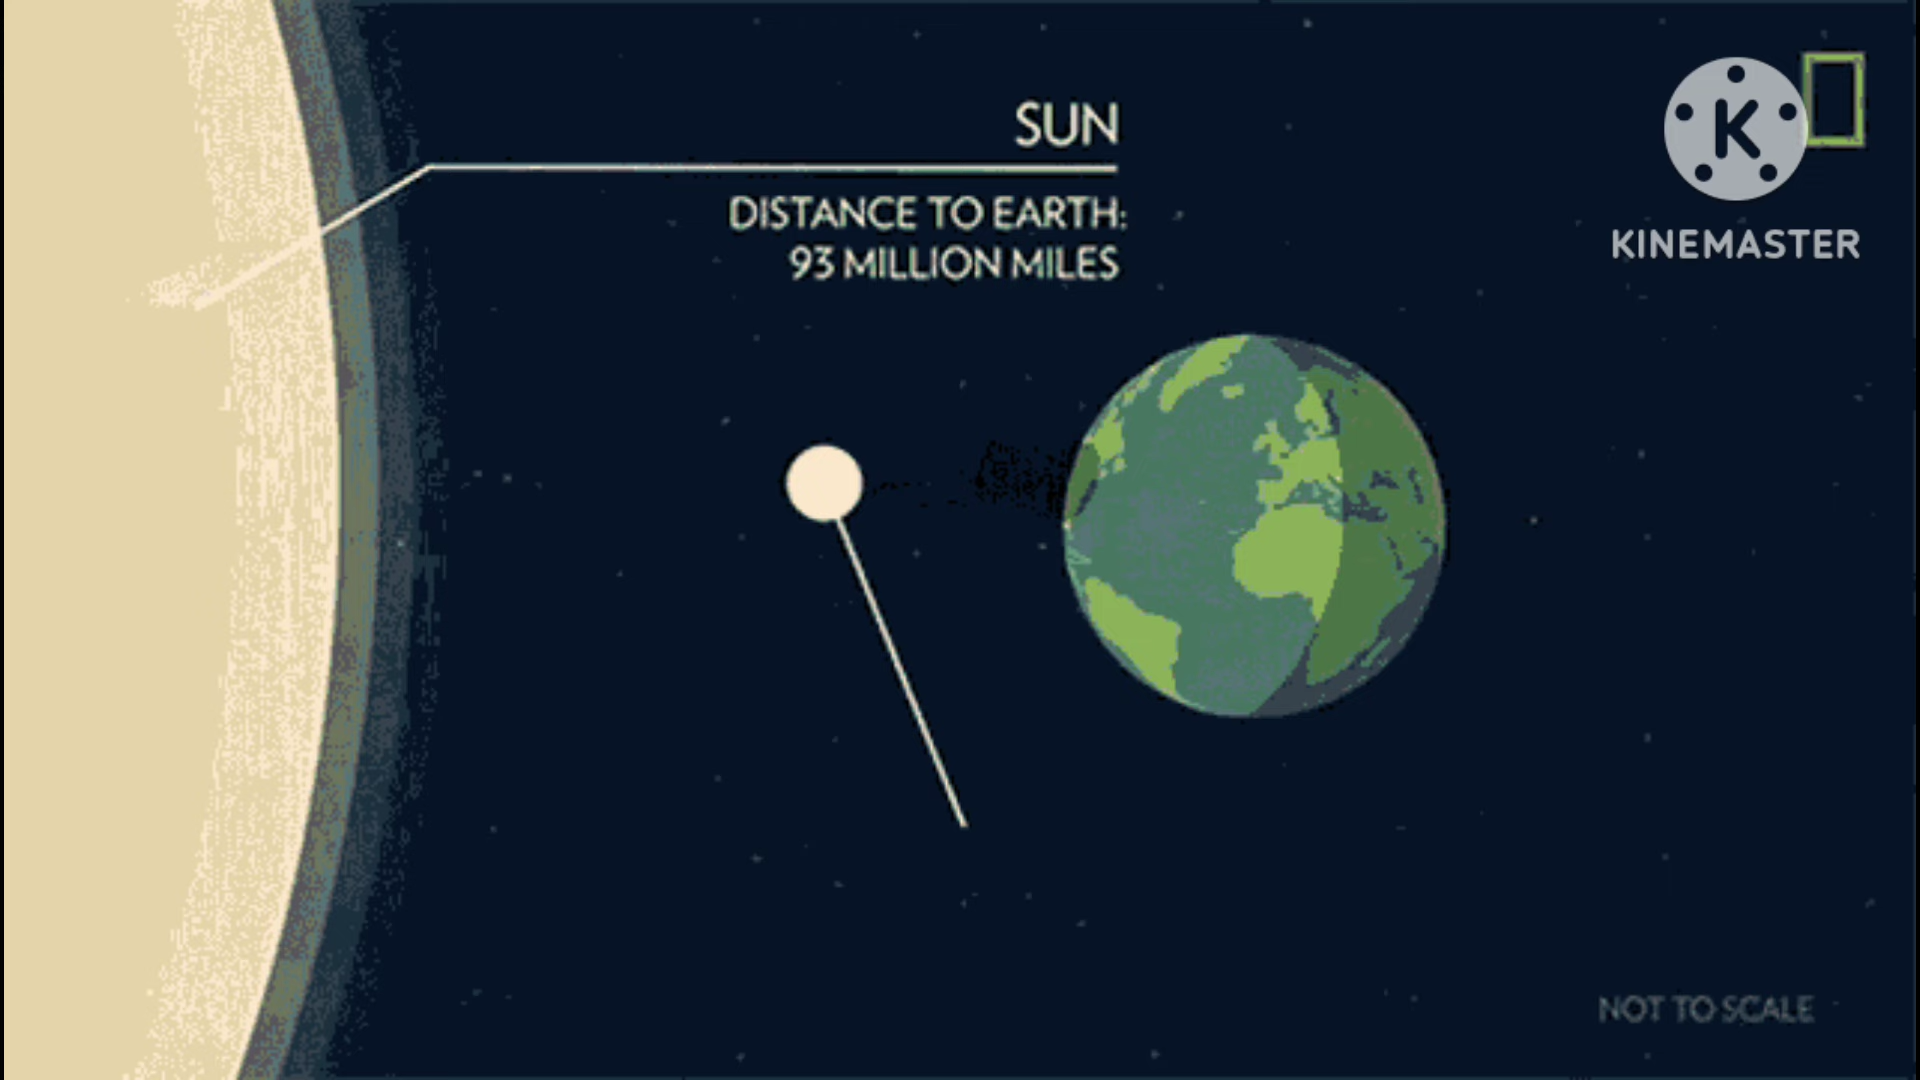 SUN
DISTANCE TO EARTH:
93 MILLION MILES
K
KINEMASTER
NOT TO SCALE